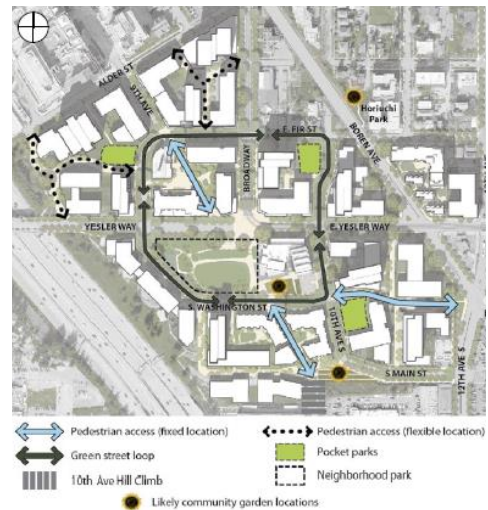 ALDER ST
9TH AVE
Horiuchi
Park
BOREN AVE
E. FIR ST
BROADWAY
YESLER WAY
E. YESLER WAY
S. WASHINGTON ST
10TH AVE S
S MAIN ST
12TH AVE S
Pedestrian access (fixed location)
Pedestrian access (flexible location)
Green street loop
Pocket parks
10th Ave Hill Climb
Neighborhood park
Likely community garden locations